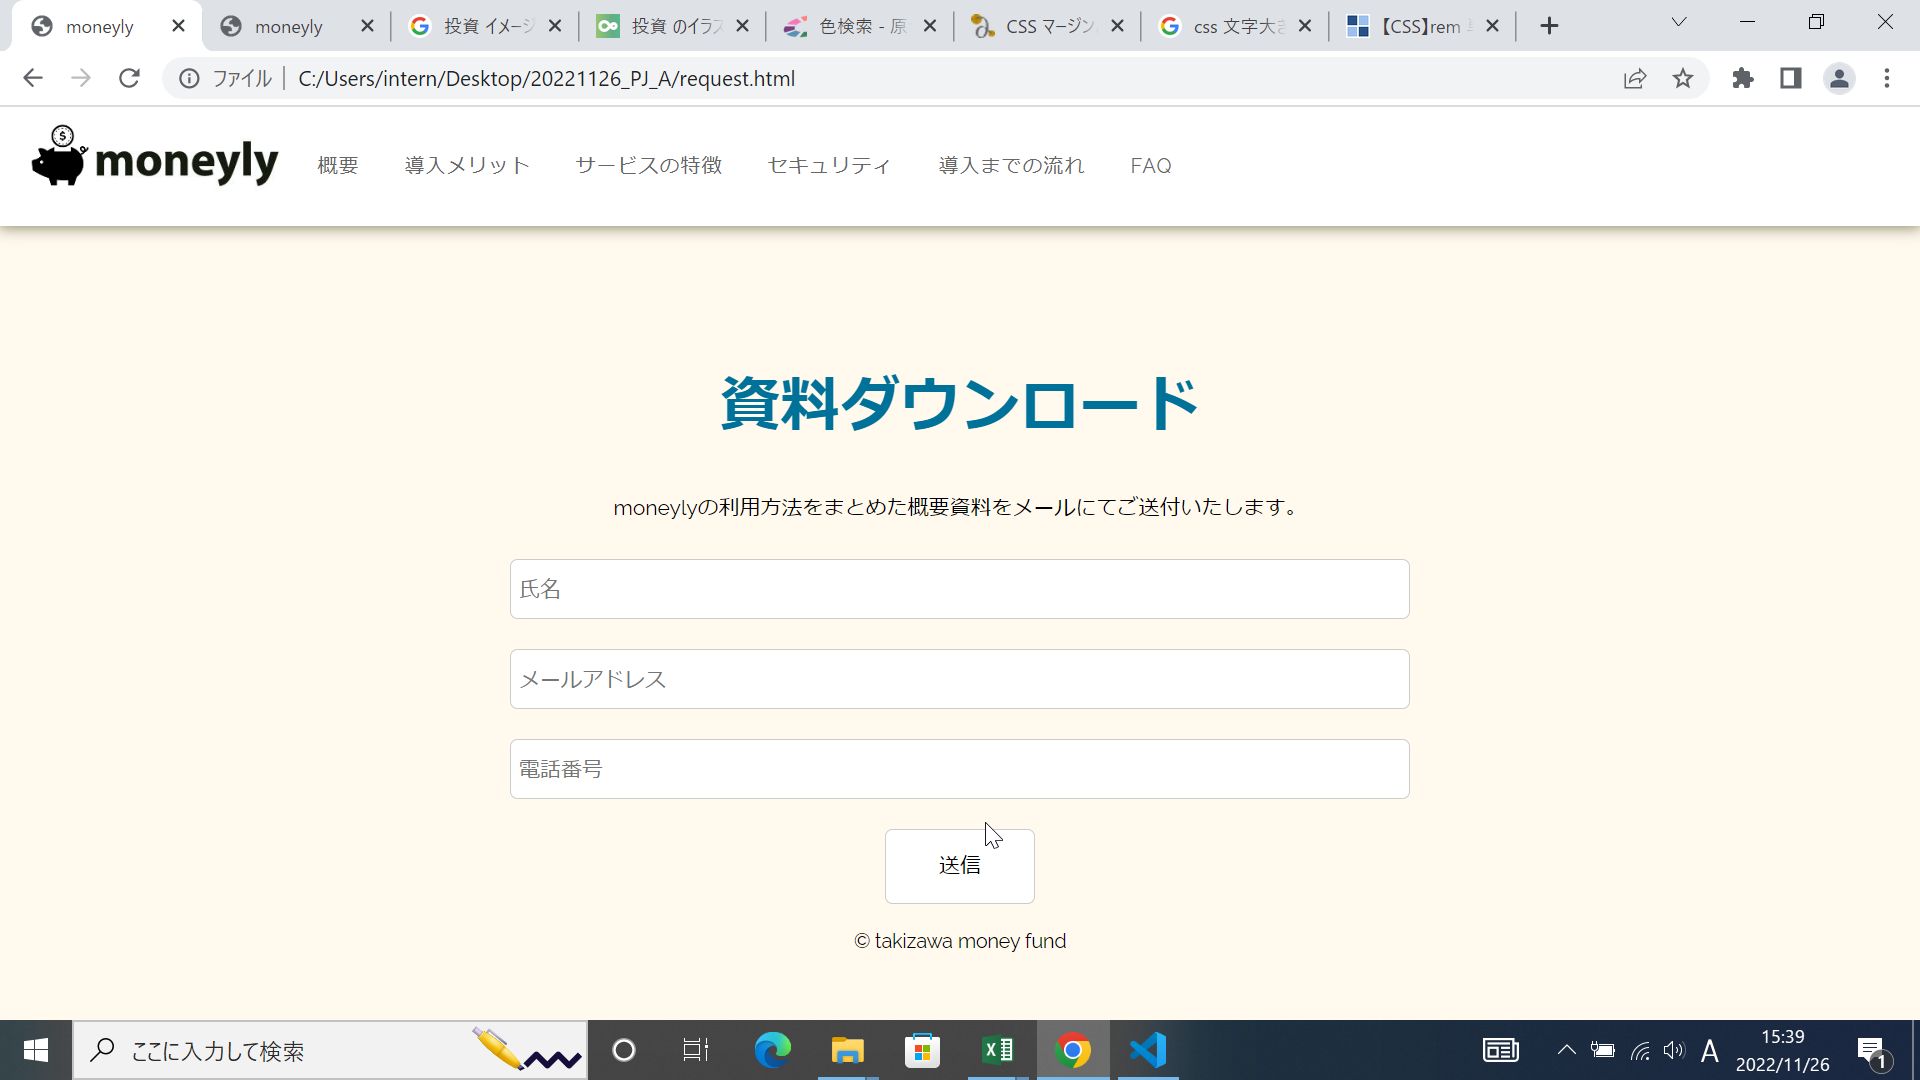 moneyly
moneyly
投資 イメージ
投資 のイラス
色検索 - 原
CSS マージン
css 文字大き
【CSS】rem
ファイル
C:/Users/intern/Desktop/20221126_PJ_A/request.html
moneyly
概要
導入メリット
サービスの特徴
セキュリティ
導入までの流れ
FAQ
資料ダウンロード
moneylyの利用方法をまとめた概要資料をメールにてご送付いたします。
氏名
メールアドレス
電話番号
送信
© takizawa money fund
ここに入力して検索
A
15:39
2022/11/26
1